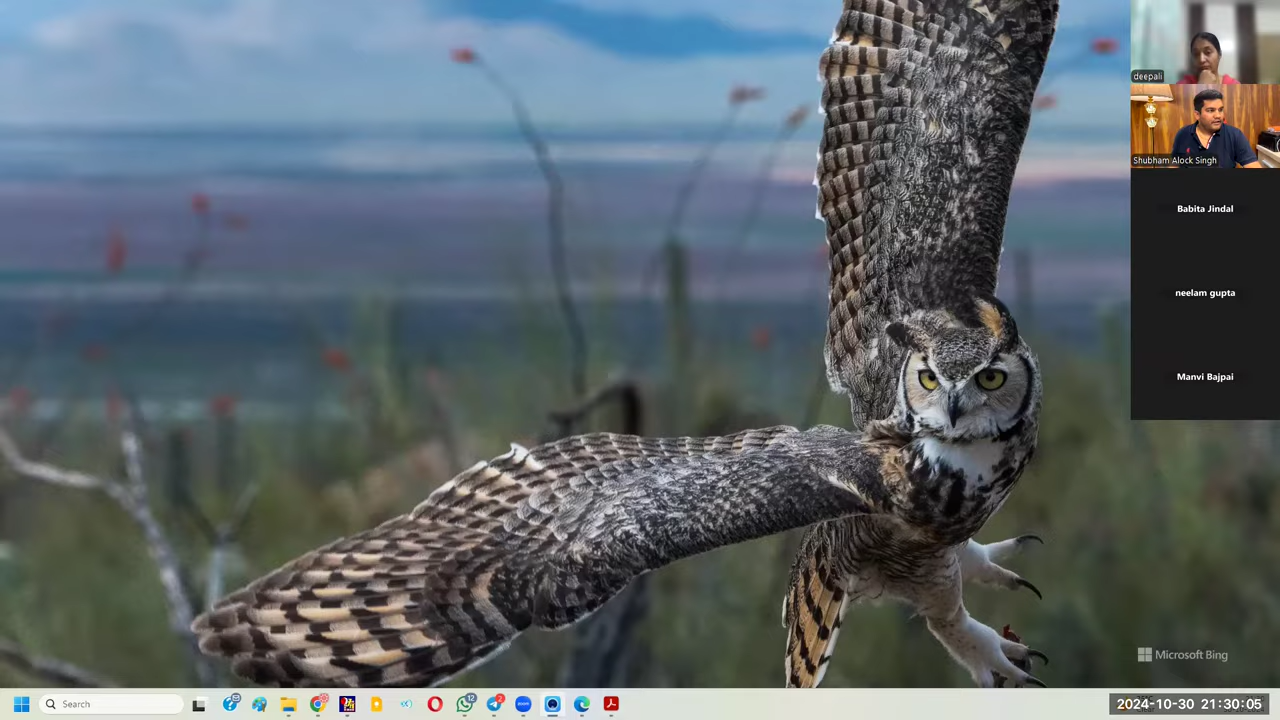 deepali
Shubham Alock Singh
Babita Jindal
neelam gupta
Manvi Bajpai
Microsoft Bing
Search
2024-10-30 21:30:05